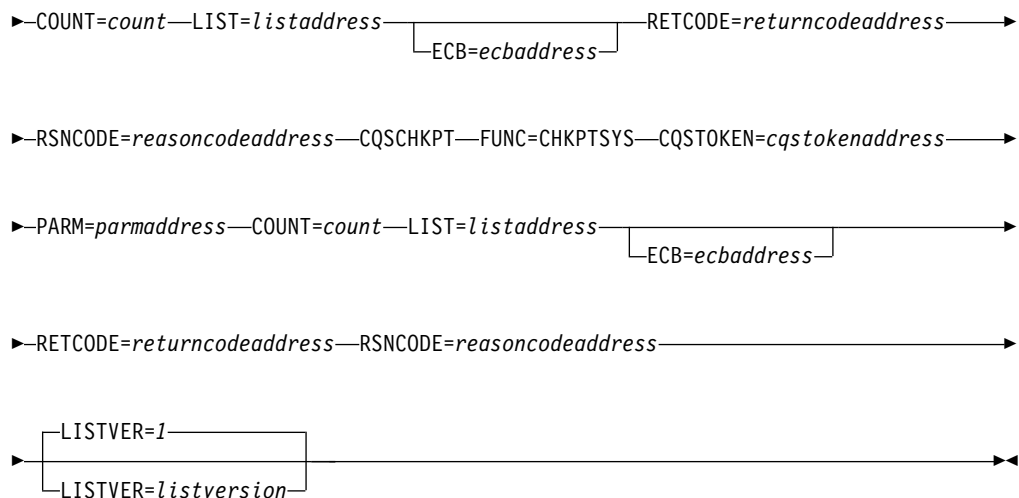 COUNT=count LIST=listaddress RETCODE=returncodeaddress
ECB=ecbaddress
RSNCODE=reasoncodeaddress CQSCHKPT FUNC=CHKPTSYS CQSTOKEN=cqstokenaddress
PARM=parmaddress COUNT=count LIST=listaddress
ECB=ecbaddress
RETCODE=returncodeaddress RSNCODE=reasoncodeaddress
LISTVER=1
LISTVER=listversion